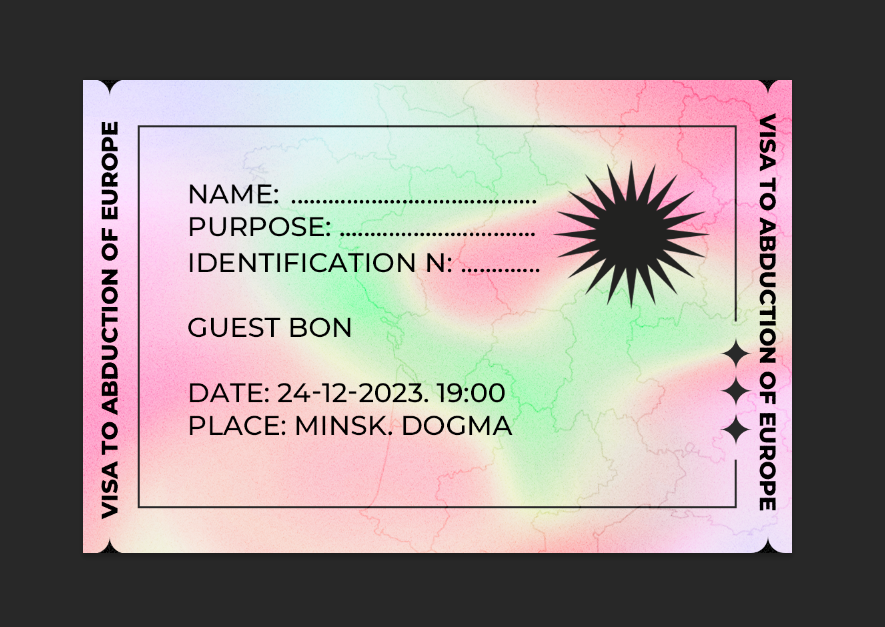 VISA TO ABDUCTION OF EUROPE
NAME: ........................................
PURPOSE: ................................
IDENTIFICATION N: .............
GUEST BON
DATE: 24-12-2023. 19:00
PLACE: MINSK. DOGMA
VISA TO ABDUCTION OF EUROPE